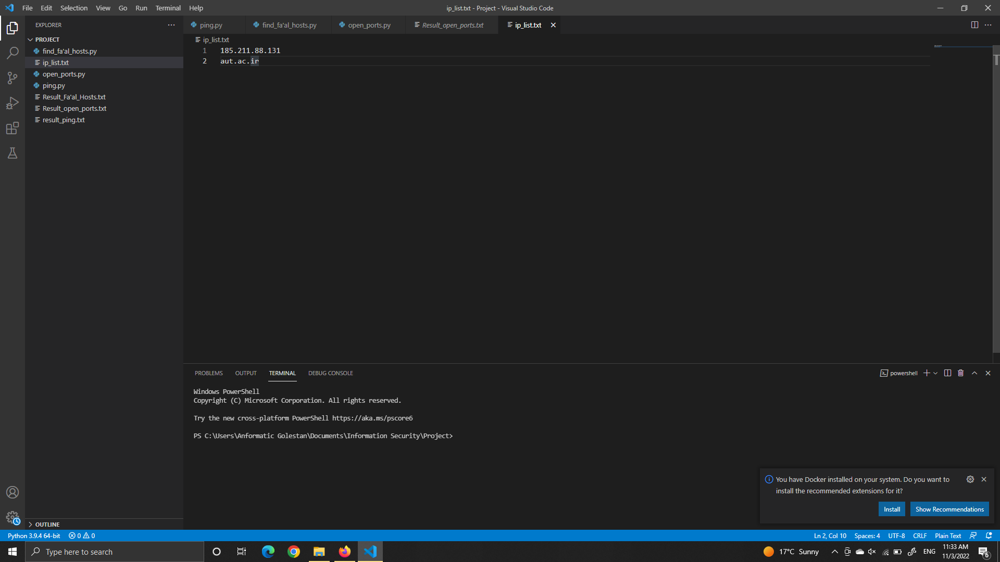 File Edit Selection View Go Run Terminal Help
ip_list.txt - Project - Visual Studio Code
EXPLORER
PROJECT
find_fa'al_hosts.py
ip_list.txt
open_ports.py
ping.py
Result_Fa'al_Hosts.txt
Result_open_ports.txt
result_ping.txt
OUTLINE
ping.py find_fa'al_hosts.py open_ports.py Result_open_ports.txt ip_list.txt
ip_list.txt
1 185.211.88.131
2 aut.ac.ir
PROBLEMS OUTPUT TERMINAL DEBUG CONSOLE
powershell
Windows PowerShell
Copyright (C) Microsoft Corporation. All rights reserved.
Try the new cross-platform PowerShell https://aka.ms/pscore6
PS C:\Users\Anformatic Golestan\Documents\Information Security\Project>
You have Docker installed on your system. Do you want to
install the recommended extensions for it?
Install Show Recommendations
Python 3.9.4 64-bit 0 0
Ln 2, Col 10 Spaces: 4 UTF-8 CRLF Plain Text
Type here to search
17°C Sunny
ENG
11:33 AM
11/3/2022
6